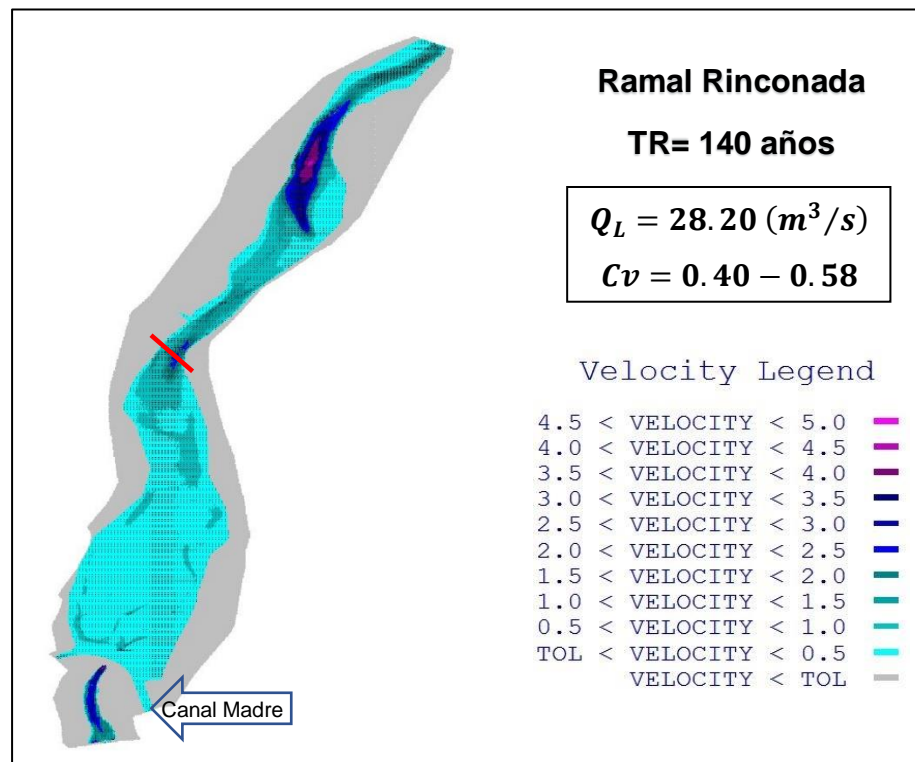 Ramal Rinconada
TR= 140 años
Q_L = 28.20 (m^3/s)
Cv = 0.40 − 0.58
Velocity Legend
4.5 < VELOCITY < 5.0
4.0 < VELOCITY < 4.5
3.5 < VELOCITY < 4.0
3.0 < VELOCITY < 3.5
2.5 < VELOCITY < 3.0
2.0 < VELOCITY < 2.5
1.5 < VELOCITY < 2.0
1.0 < VELOCITY < 1.5
0.5 < VELOCITY < 1.0
TOL < VELOCITY < 0.5
VELOCITY < TOL
Canal Madre